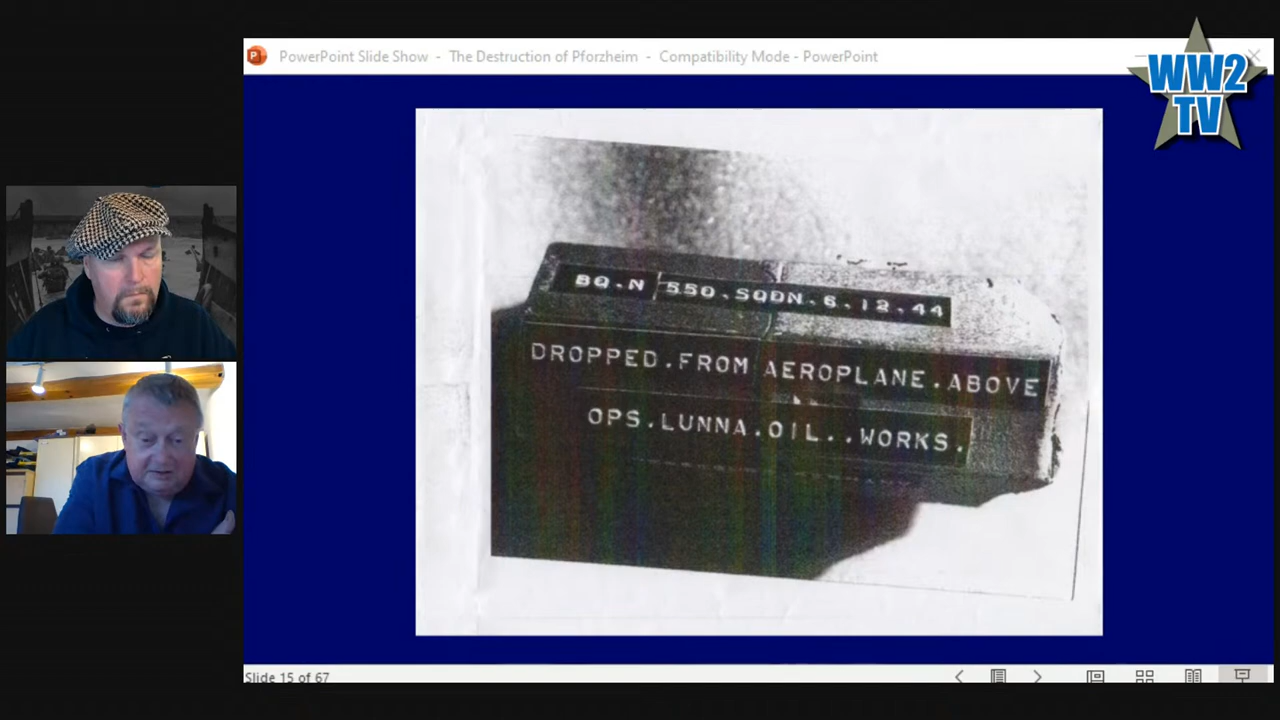 PowerPoint Slide Show - The Destruction of Pforzheim - Compatibility Mode - PowerPoint
WW2
TV
BQ.N 550.SQDN.6.12.44
DROPPED.FROM AEROPLANE.ABOVE
OPS.LUNNA.OIL..WORKS.
Slide 15 of 67